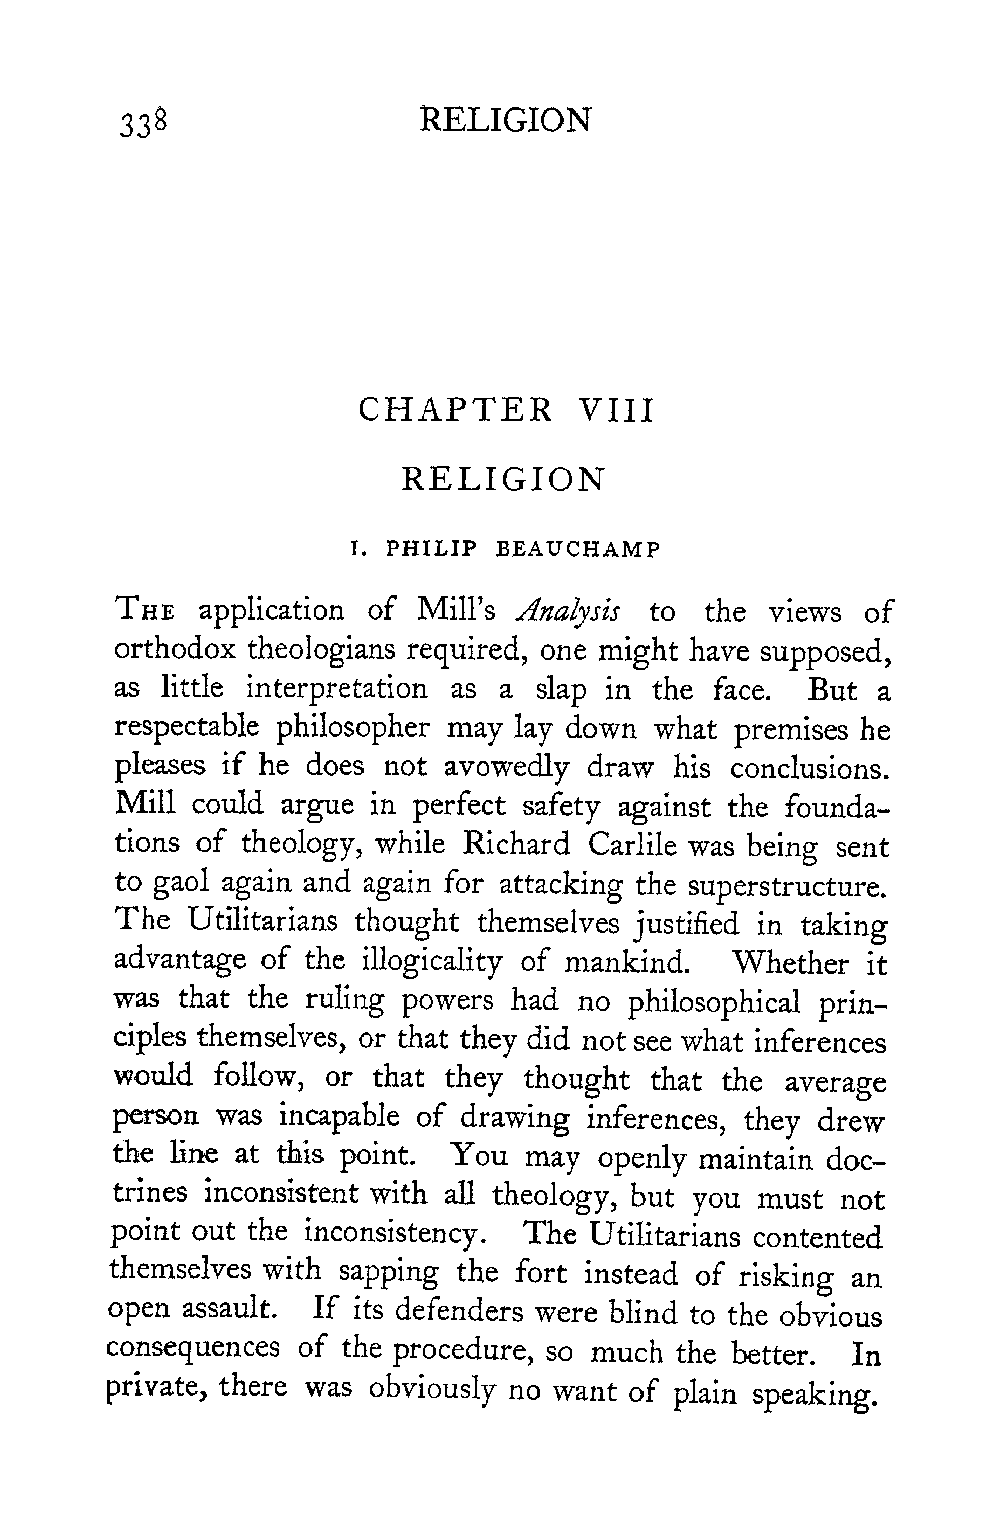 338 RELIGION
CHAPTER VIII
RELIGION
I. PHILIP BEAUCHAMP
THE application of Mill's Analysis to the views of
orthodox theologians required, one might have supposed,
as little interpretation as a slap in the face. But a
respectable philosopher may lay down what premises he
pleases if he does not avowedly draw his conclusions.
Mill could argue in perfect safety against the founda-
tions of theology, while Richard Carlile was being sent
to gaol again and again for attacking the superstructure.
The Utilitarians thought themselves justified in taking
advantage of the illogicality of mankind. Whether it
was that the ruling powers had no philosophical prin-
ciples themselves, or that they did not see what inferences
would follow, or that they thought that the average
person was incapable of drawing inferences, they drew
the line at this point. You may openly maintain doc-
trines inconsistent with all theology, but you must not
point out the inconsistency. The Utilitarians contented
themselves with sapping the fort instead of risking an
open assault. If its defenders were blind to the obvious
consequences of the procedure, so much the better. In
private, there was obviously no want of plain speaking.